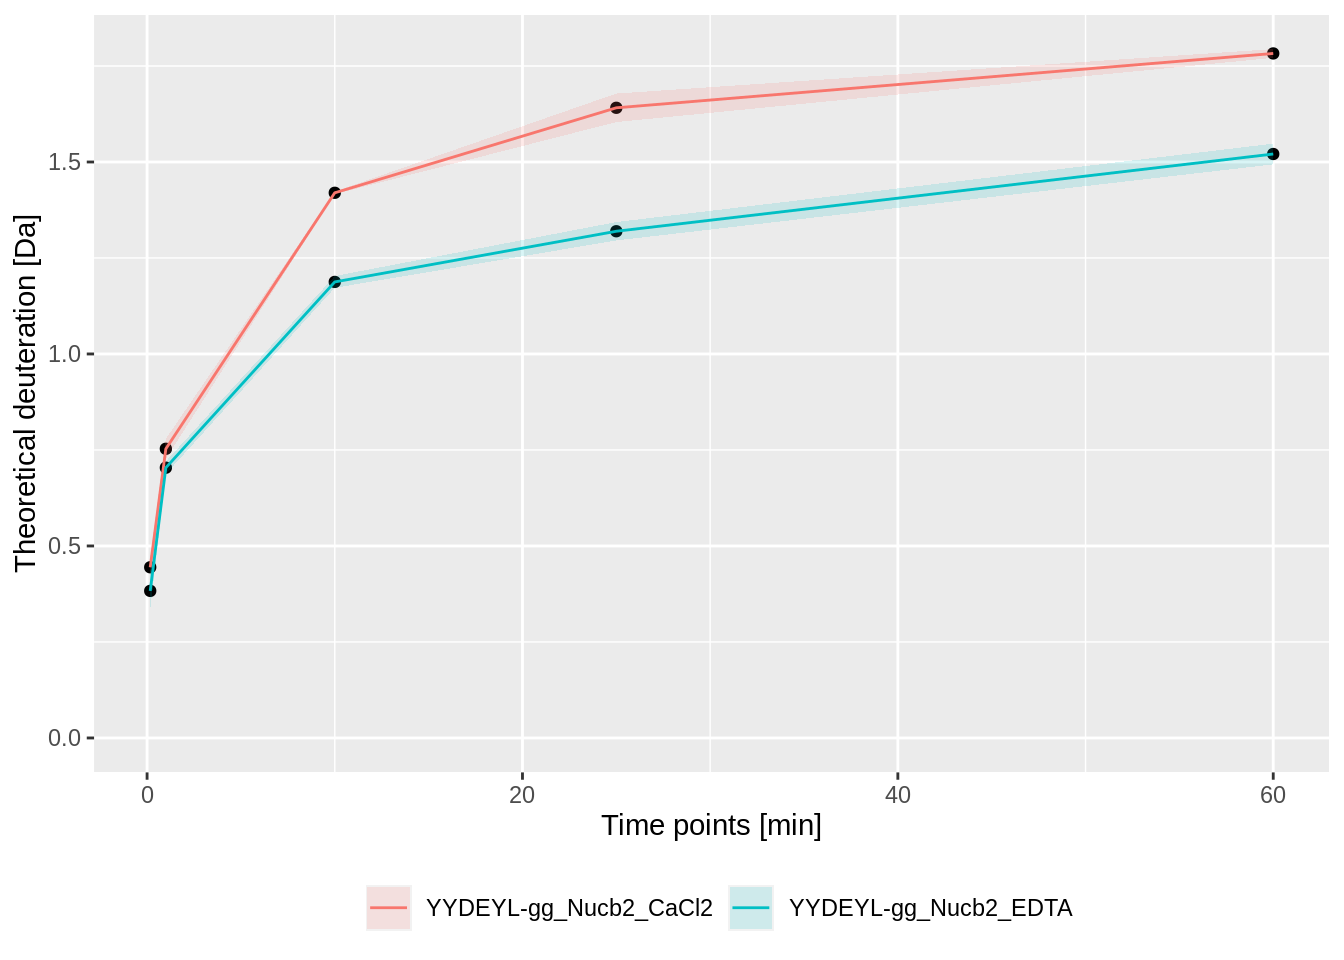 Theoretical deuteration [Da]
1.5
1.0
0.5
0.0
0 20 40 60
Time points [min]
YYDEYL-gg_Nucb2_CaCl2 YYDEYL-gg_Nucb2_EDTA